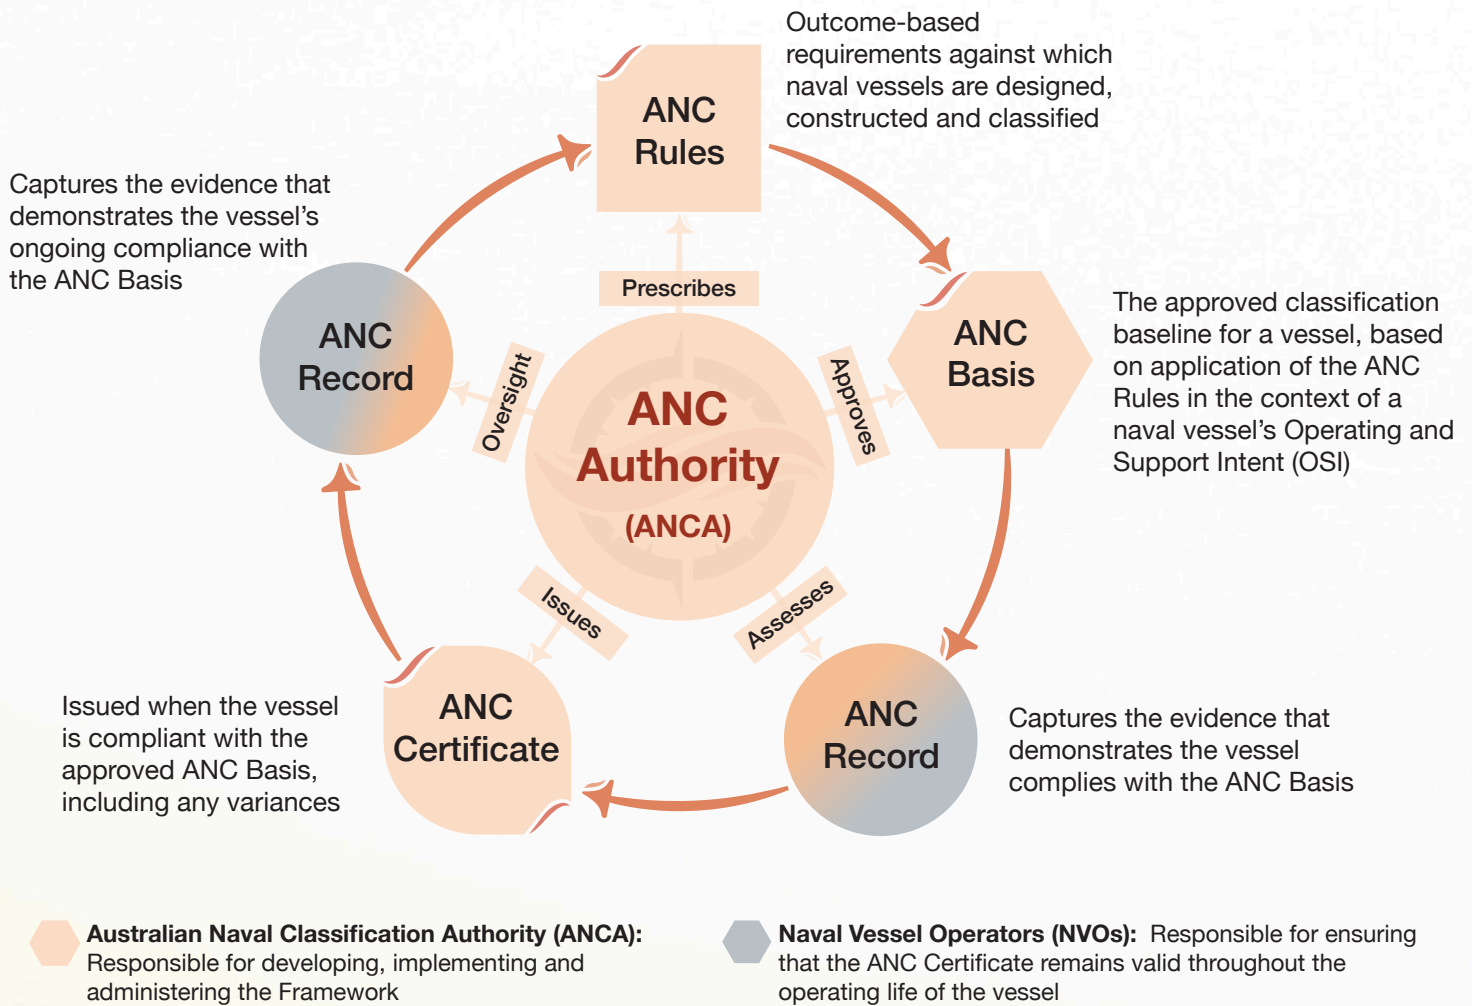 Outcome-based
requirements against which
naval vessels are designed,
constructed and classified
ANC
Rules
Captures the evidence that
demonstrates the vessel's
ongoing compliance with
the ANC Basis
Prescribes
ANC
Record
Oversight
ANC
Authority
(ANCA)
Approves
ANC
Basis
The approved classification
baseline for a vessel, based
on application of the ANC
Rules in the context of a
naval vessel's Operating and
Support Intent (OSI)
Issues
Assesses
Issued when the vessel
is compliant with the
approved ANC Basis,
including any variances
ANC
Certificate
ANC
Record
Captures the evidence that
demonstrates the vessel
complies with the ANC Basis
Australian Naval Classification Authority (ANCA):
Responsible for developing, implementing and
administering the Framework
Naval Vessel Operators (NVOs): Responsible for ensuring
that the ANC Certificate remains valid throughout the
operating life of the vessel